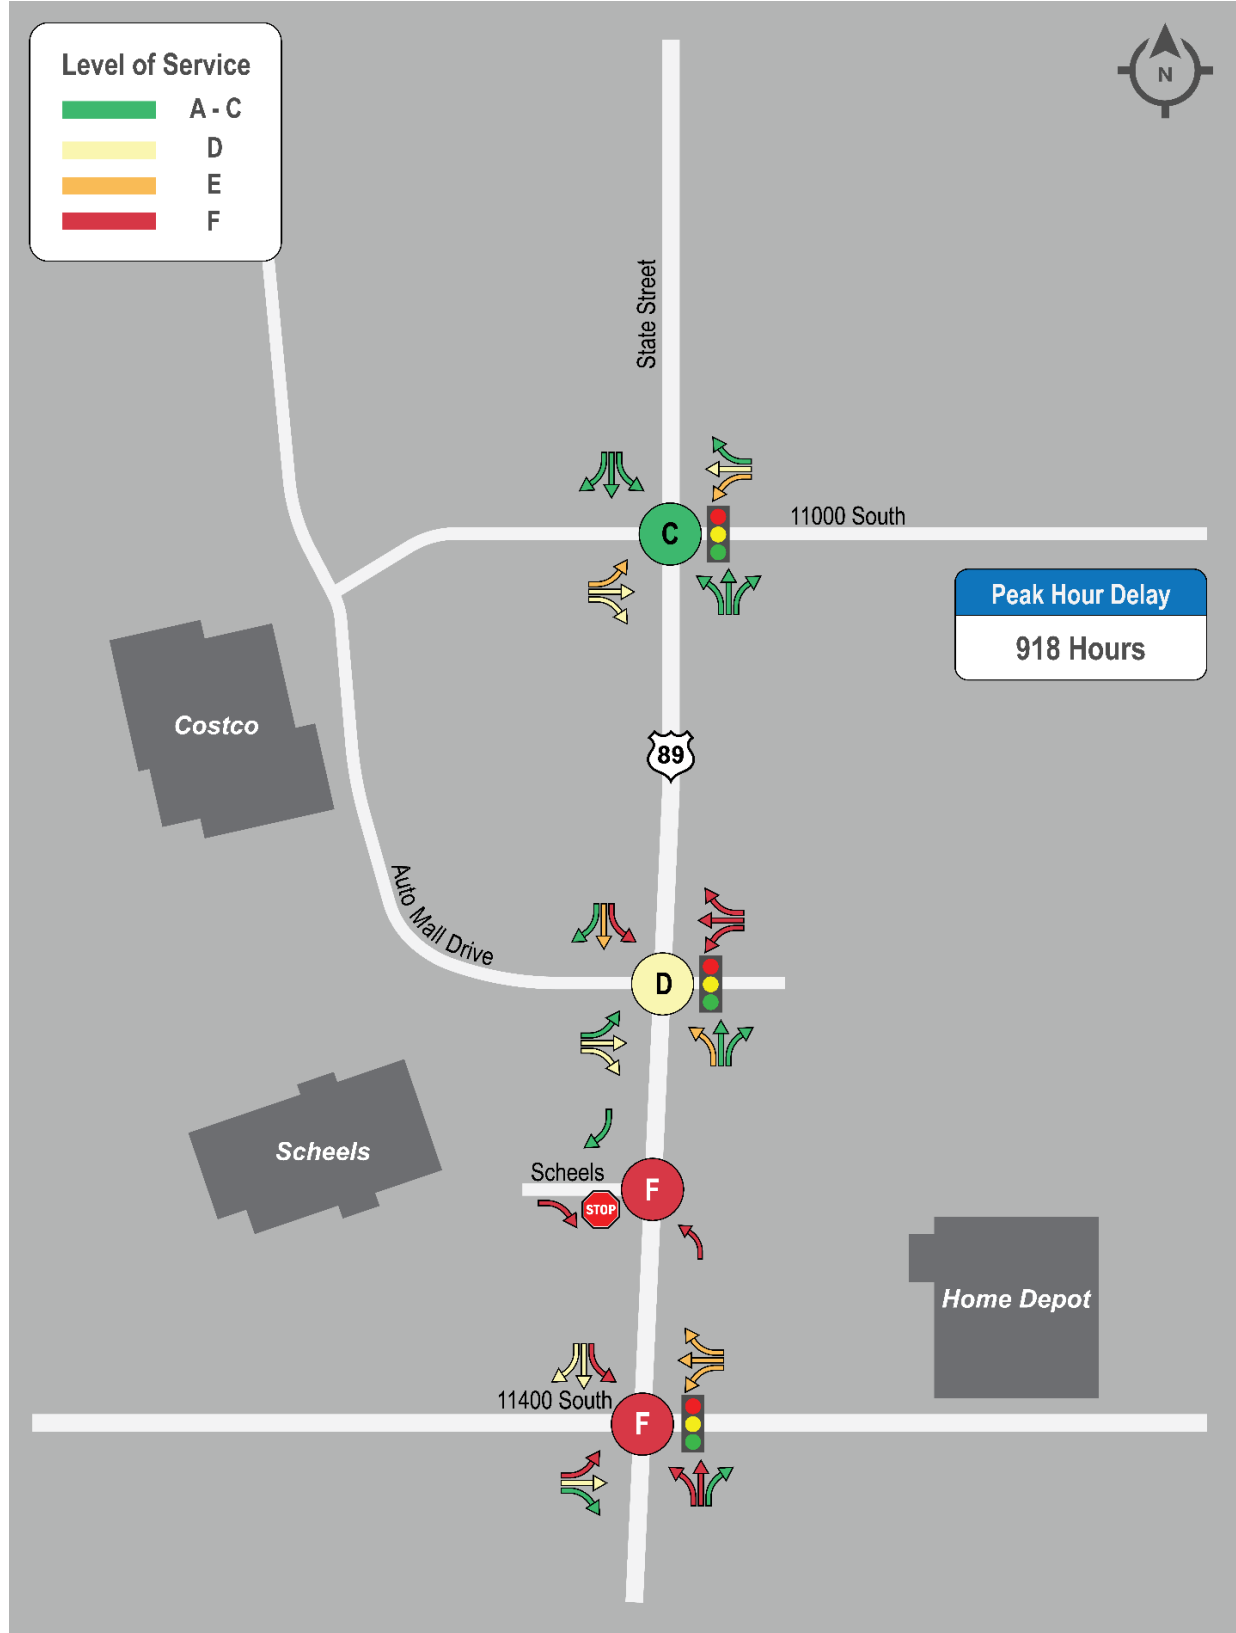 Level of Service
A - C
D
E
F
N
State Street
C
11000 South
Peak Hour Delay
918 Hours
Costco
89
Auto Mall Drive
D
Scheels
Scheels
STOP
F
Home Depot
11400 South
F